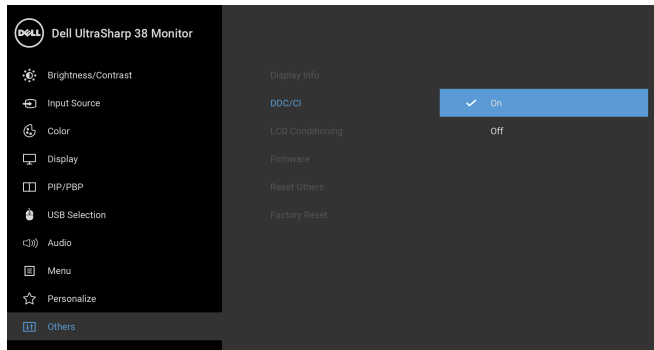 DELL
Dell UltraSharp 38 Monitor
Brightness/Contrast
Input Source
Color
Display
PIP/PBP
USB Selection
Audio
Menu
Personalize
Others
Display Info
DDC/CI
LCD Conditiomng
Firmware
Reset Others
Factory Reset
On
Off